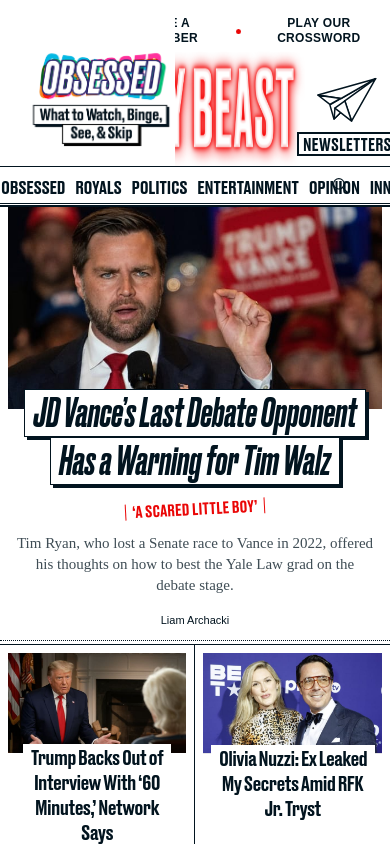 E A
BER
PLAY OUR
CROSSWORD
OBSESSED
What to Watch, Binge,
See, & Skip
Y BEAST
NEWSLETTERS
OBSESSED ROYALS POLITICS ENTERTAINMENT OPINION INN
TRUMP
VANCE
JD Vance's Last Debate Opponent
Has a Warning for Tim Walz
'A SCARED LITTLE BOY'
Tim Ryan, who lost a Senate race to Vance in 2022, offered
his thoughts on how to best the Yale Law grad on the
debate stage.
Liam Archacki
BET
Trump Backs Out of
Interview With '60
Minutes,' Network
Says
Olivia Nuzzi: Ex Leaked
My Secrets Amid RFK
Jr. Tryst